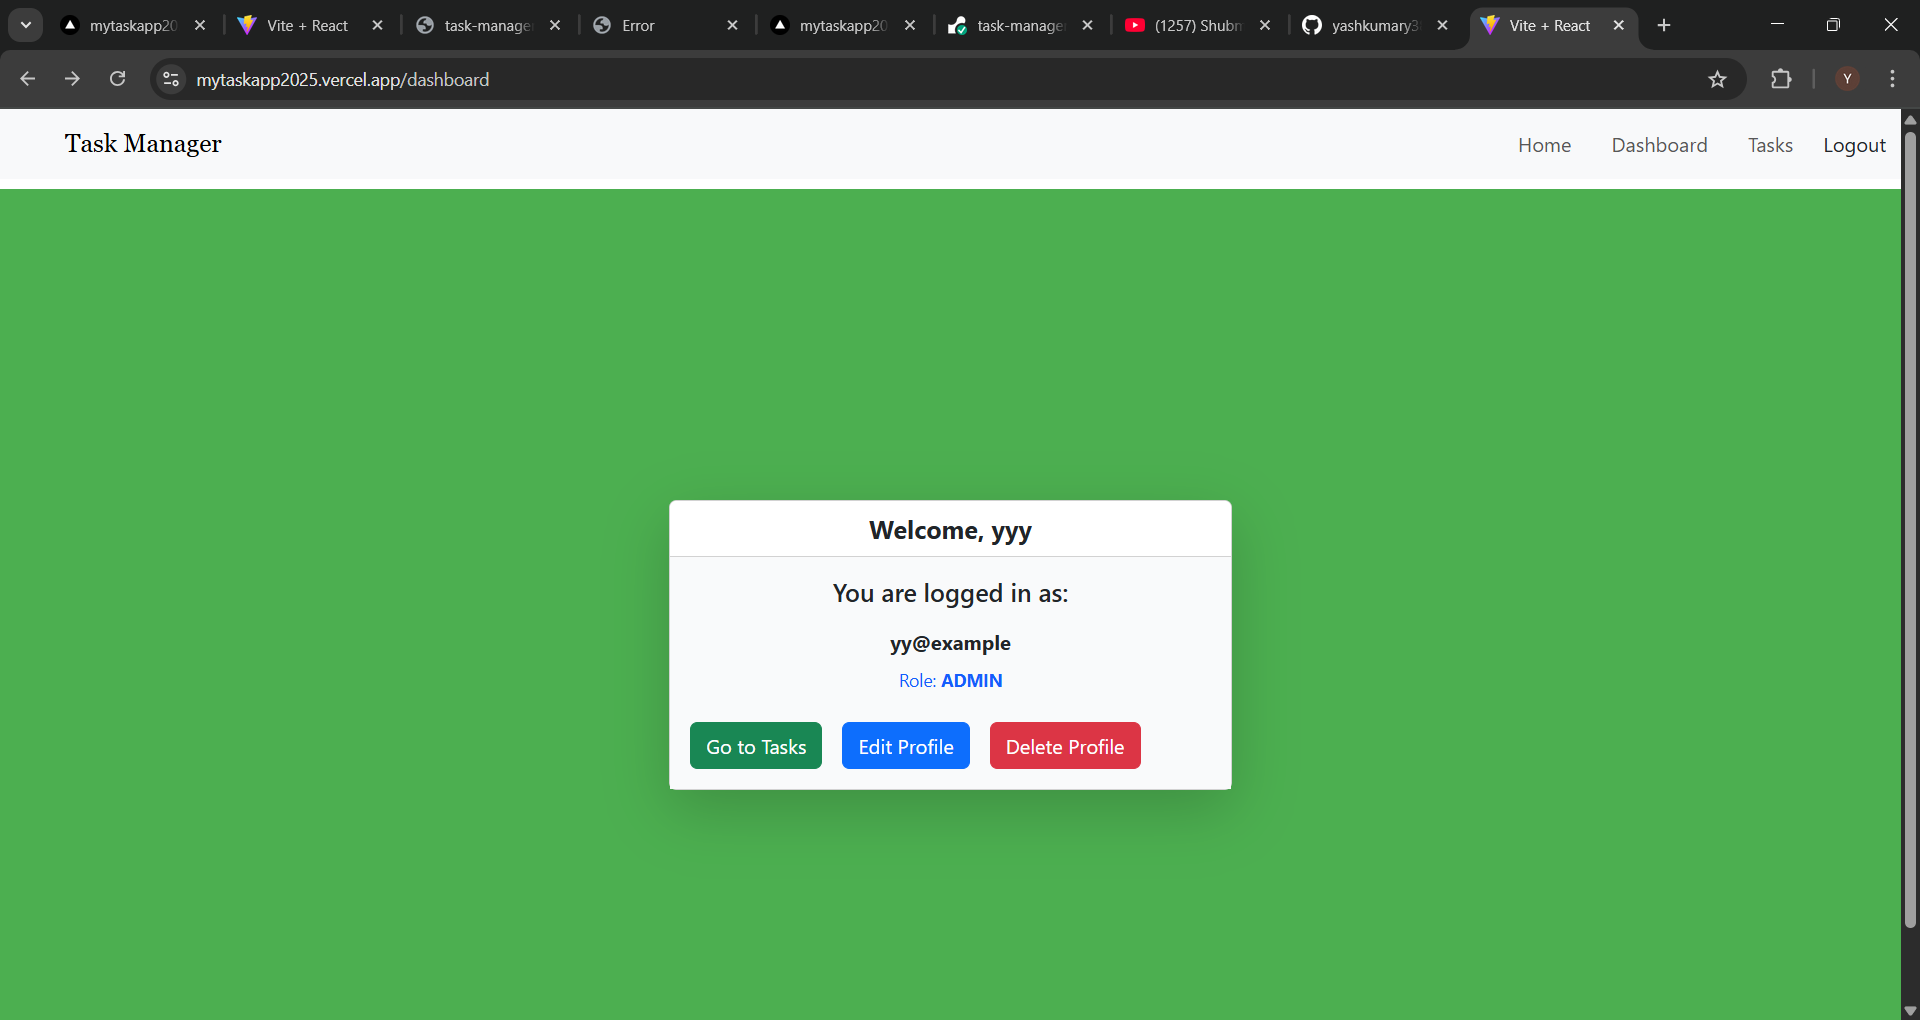 mytaskapp20
Vite + React
task-manage
Error
mytaskapp20
task-manage
(1257) Shubn
yashkumary3
Vite + React
mytaskapp2025.vercel.app/dashboard
Y
Task Manager
Home Dashboard Tasks Logout
Welcome, yyy
You are logged in as:
yy@example
Role: ADMIN
Go to Tasks Edit Profile Delete Profile